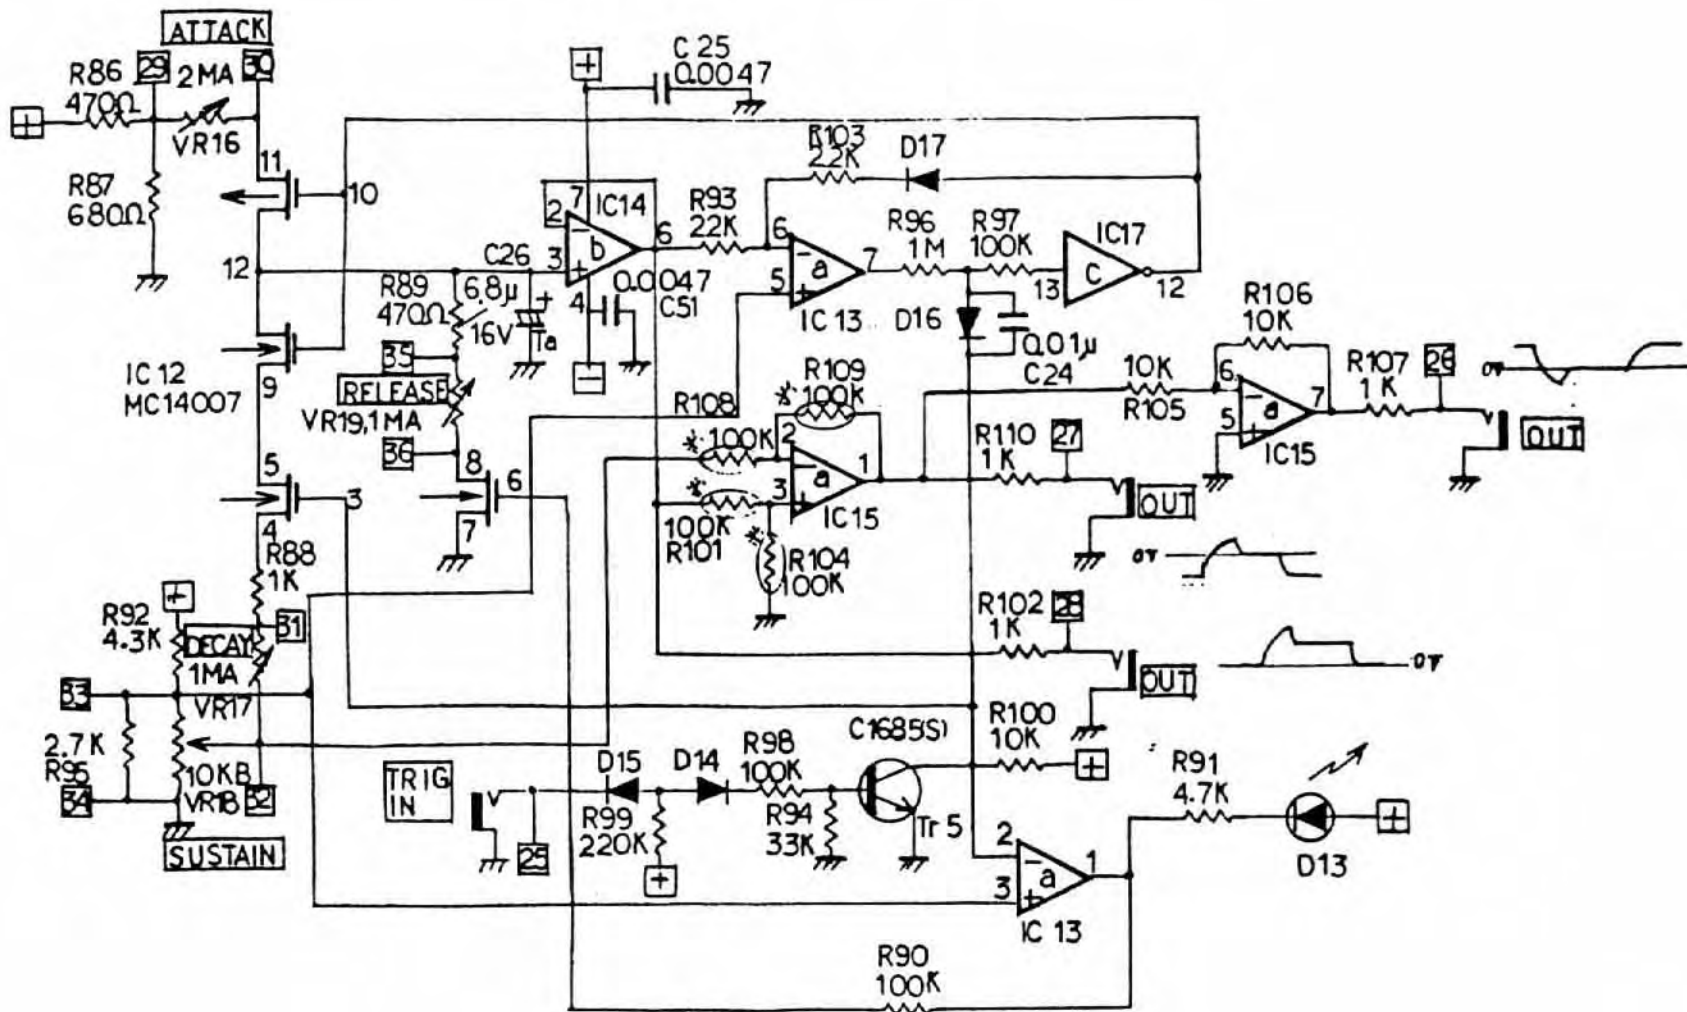 ATTACK
R86
470Ω
29
2MA
30
+
VR16
R87
680Ω
11
10
12
IC12
MC14007
9
5
3
4
R88
1K
+
R92
4.3K
DECAY
31
1MA
VR17
33
2.7K
R95
34
10KB
VR18
32
SUSTAIN
+
C25
0.0047
7
2
IC14
-
b
3
+
6
4
C26
R89
470Ω
6.8μ
16V
+
Ta
0.0047
C51
-
35
RELEASE
VR19,1MA
36
8
6
7
R93
22K
R103
22K
D17
6
-
a
5
+
7
IC13
R96
1M
R97
100K
IC17
C
13
12
D16
0.01μ
C24
R108
* 100K
* R109
100K
2
-
a
3
+
1
IC15
*
100K
R101
*
R104
100K
10K
R105
R106
10K
6
-
a
5
+
7
IC15
R107
1K
26
OUT
0V
R110
1K
27
OUT
0V
R102
1K
28
OUT
0V
R100
10K
+
C1685(S)
TRIG
IN
25
D15
D14
R99
220K
+
R98
100K
R94
33K
Tr5
2
-
a
3
+
1
IC 13
R91
4.7K
D13
+
R90
100K